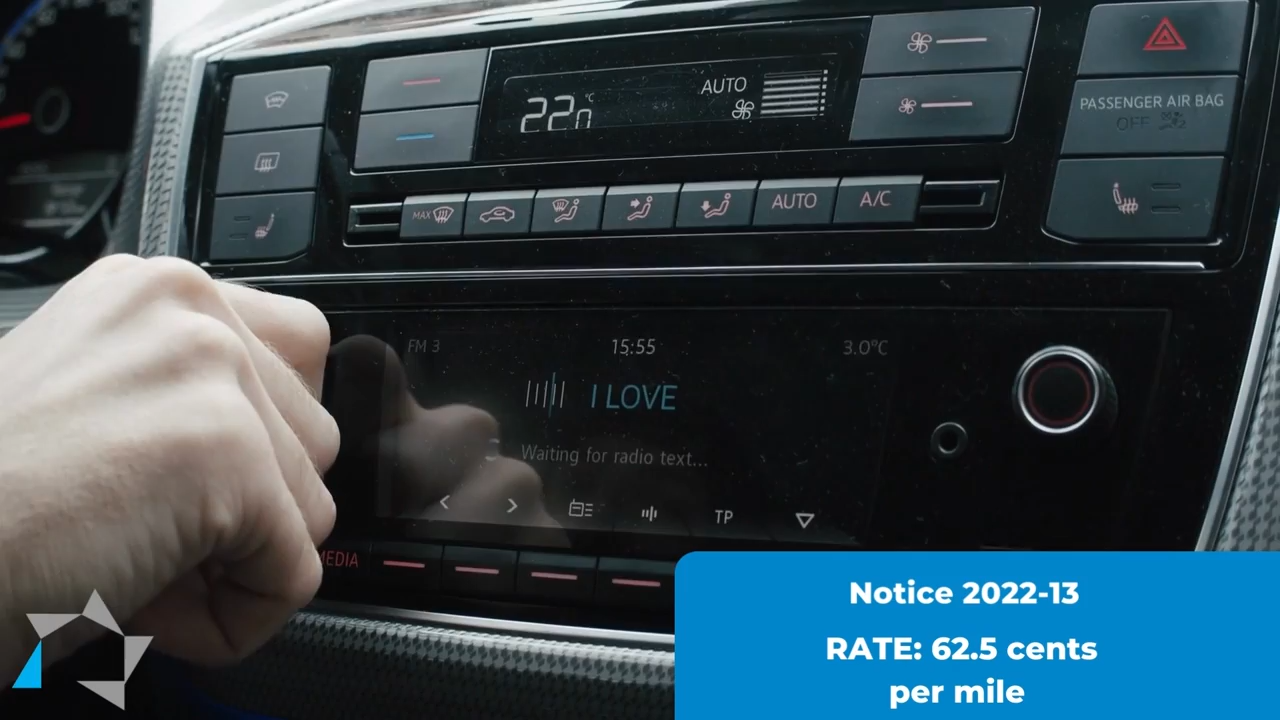 22.0 °C
AUTO
PASSENGER AIR BAG
OFF
MAX
AUTO
A/C
FM 3
15:55
3.0°C
I LOVE
Waiting for radio text...
TP
MEDIA
Notice 2022-13
RATE: 62.5 cents
per mile